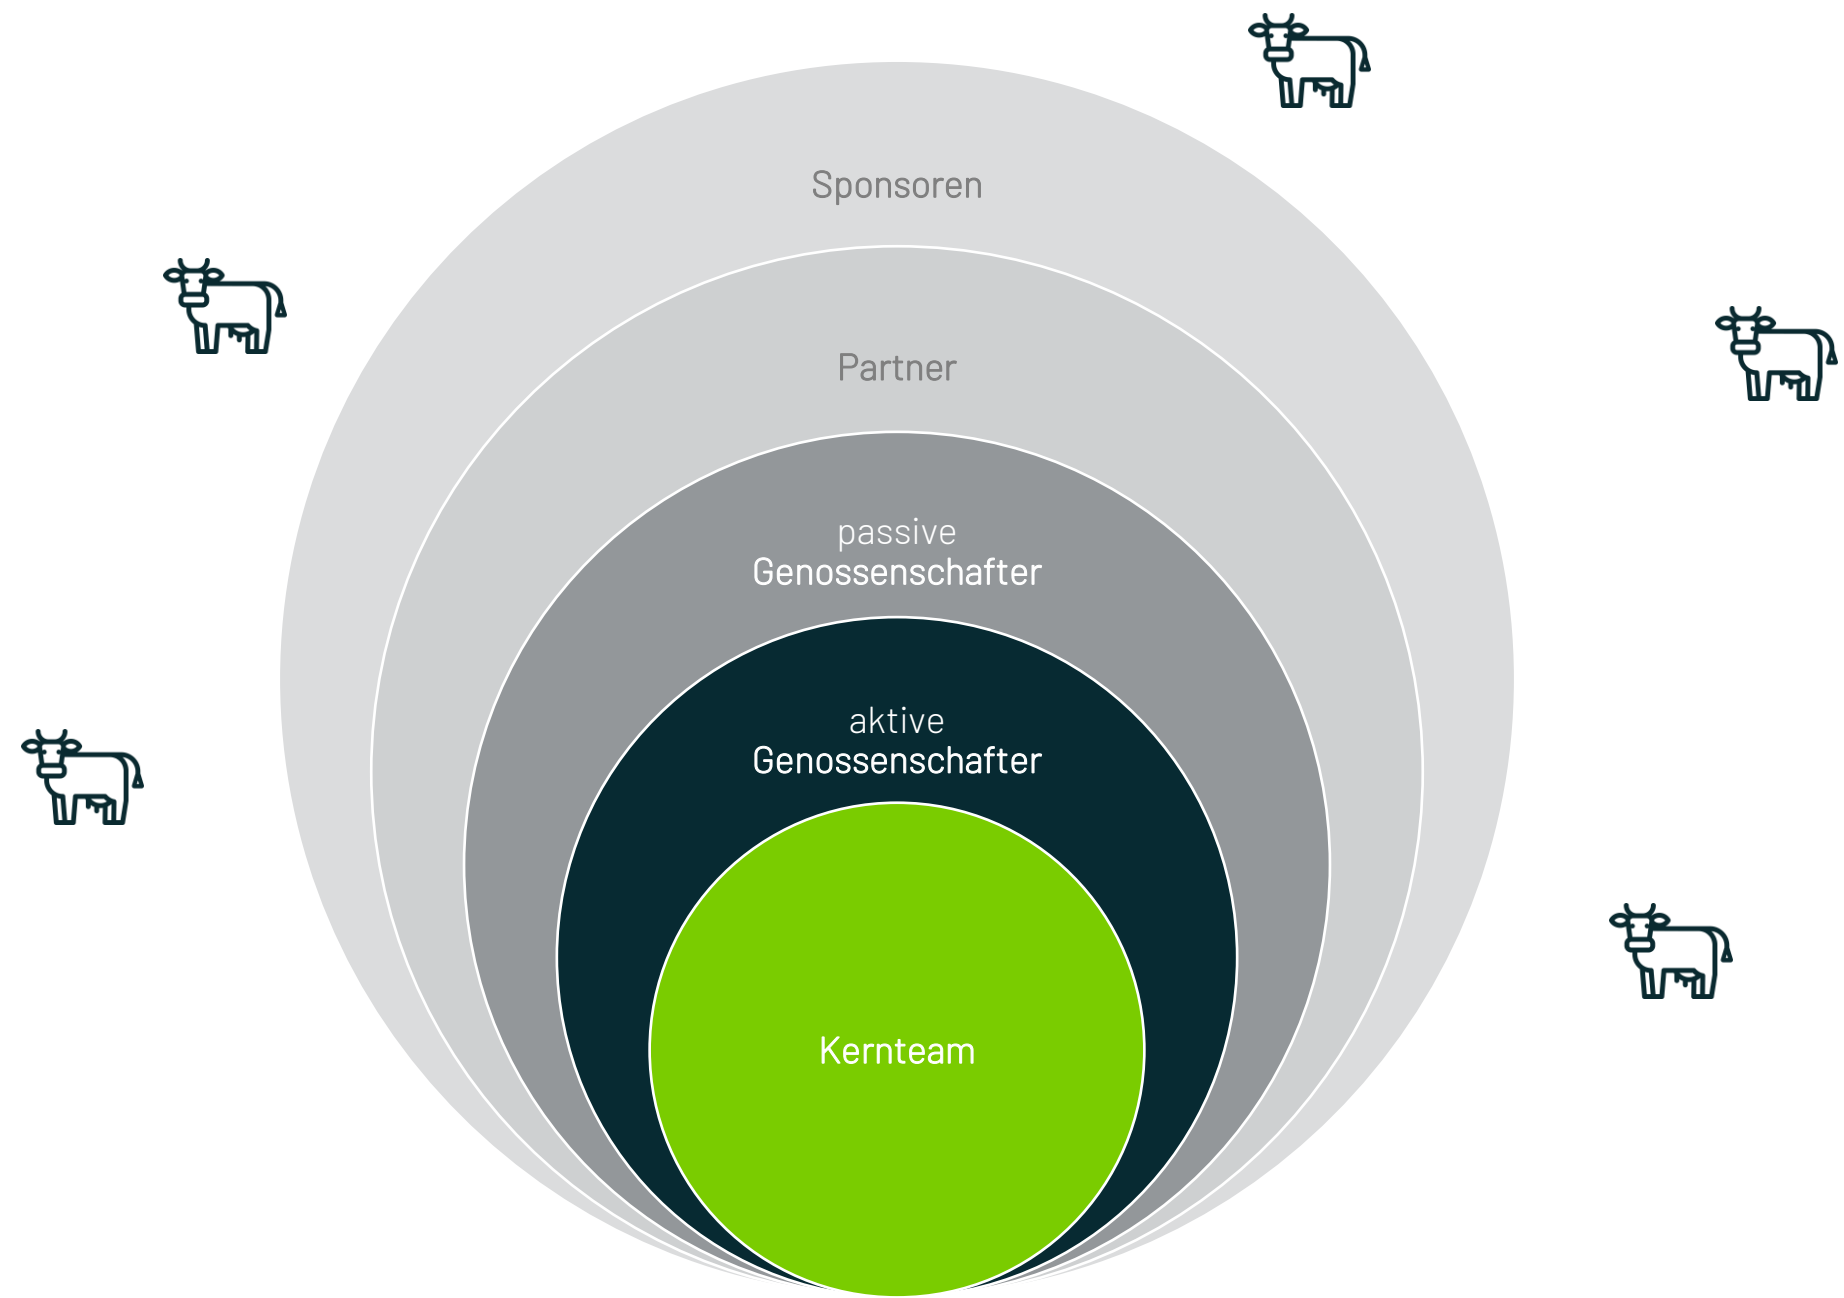 Sponsoren
Partner
passive
Genossenschafter
aktive
Genossenschafter
Kernteam